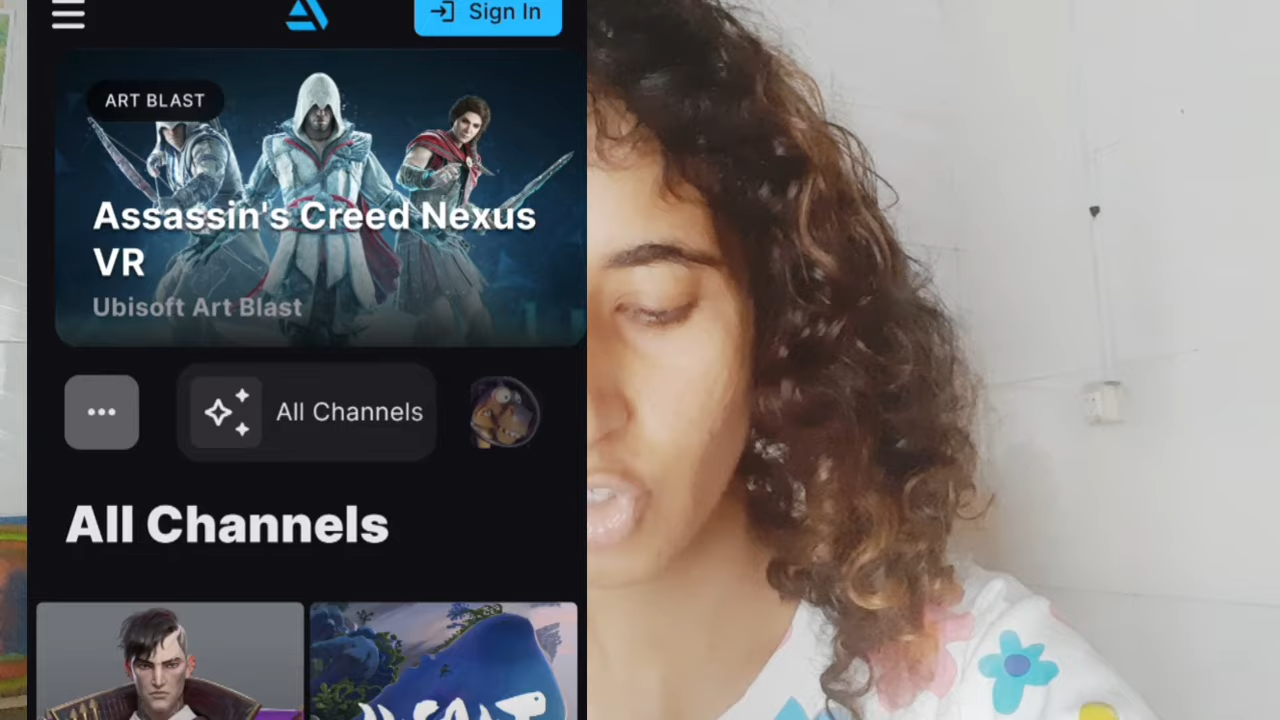 Sign In
ART BLAST
Assassin's Creed Nexus
VR
Ubisoft Art Blast
All Channels
All Channels